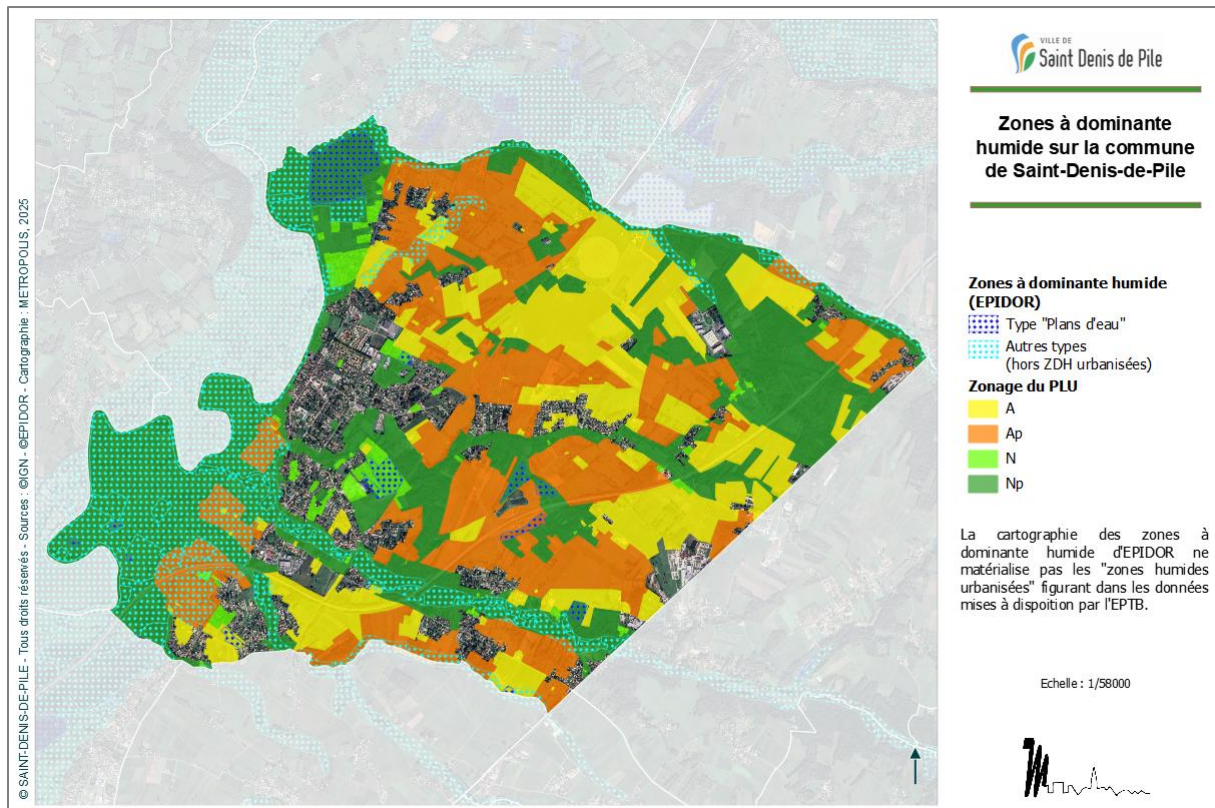 VILLE DE
Saint Denis de Pile
Zones à dominante
humide sur la commune
de Saint-Denis-de-Pile
Zones à dominante humide
(EPIDOR)
Type "Plans d'eau"
Autres types
(hors ZDH urbanisées)
Zonage du PLU
A
Ap
N
Np
La cartographie des zones à
dominante humide d'EPIDOR ne
matérialise pas les "zones humides
urbanisées" figurant dans les données
mises à dispoition par l'EPTB.
Echelle : 1/58000
© SAINT-DENIS-DE-PILE - Tous droits réservés - Sources : ©IGN - ©EPIDOR - Cartographie : METROPOLIS, 2025